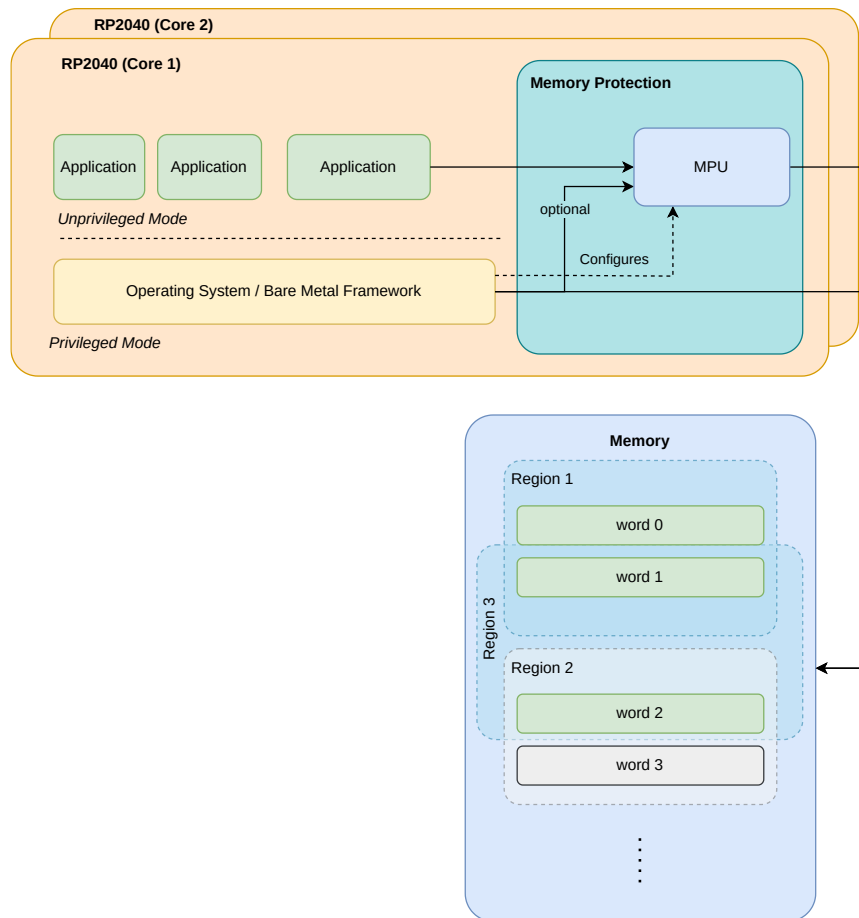 RP2040 (Core 2)
RP2040 (Core 1)
Memory Protection
Application
Application
Application
MPU
optional
Unprivileged Mode
Configures
Operating System / Bare Metal Framework
Privileged Mode
Memory
Region 1
word 0
word 1
Region 3
Region 2
word 2
word 3